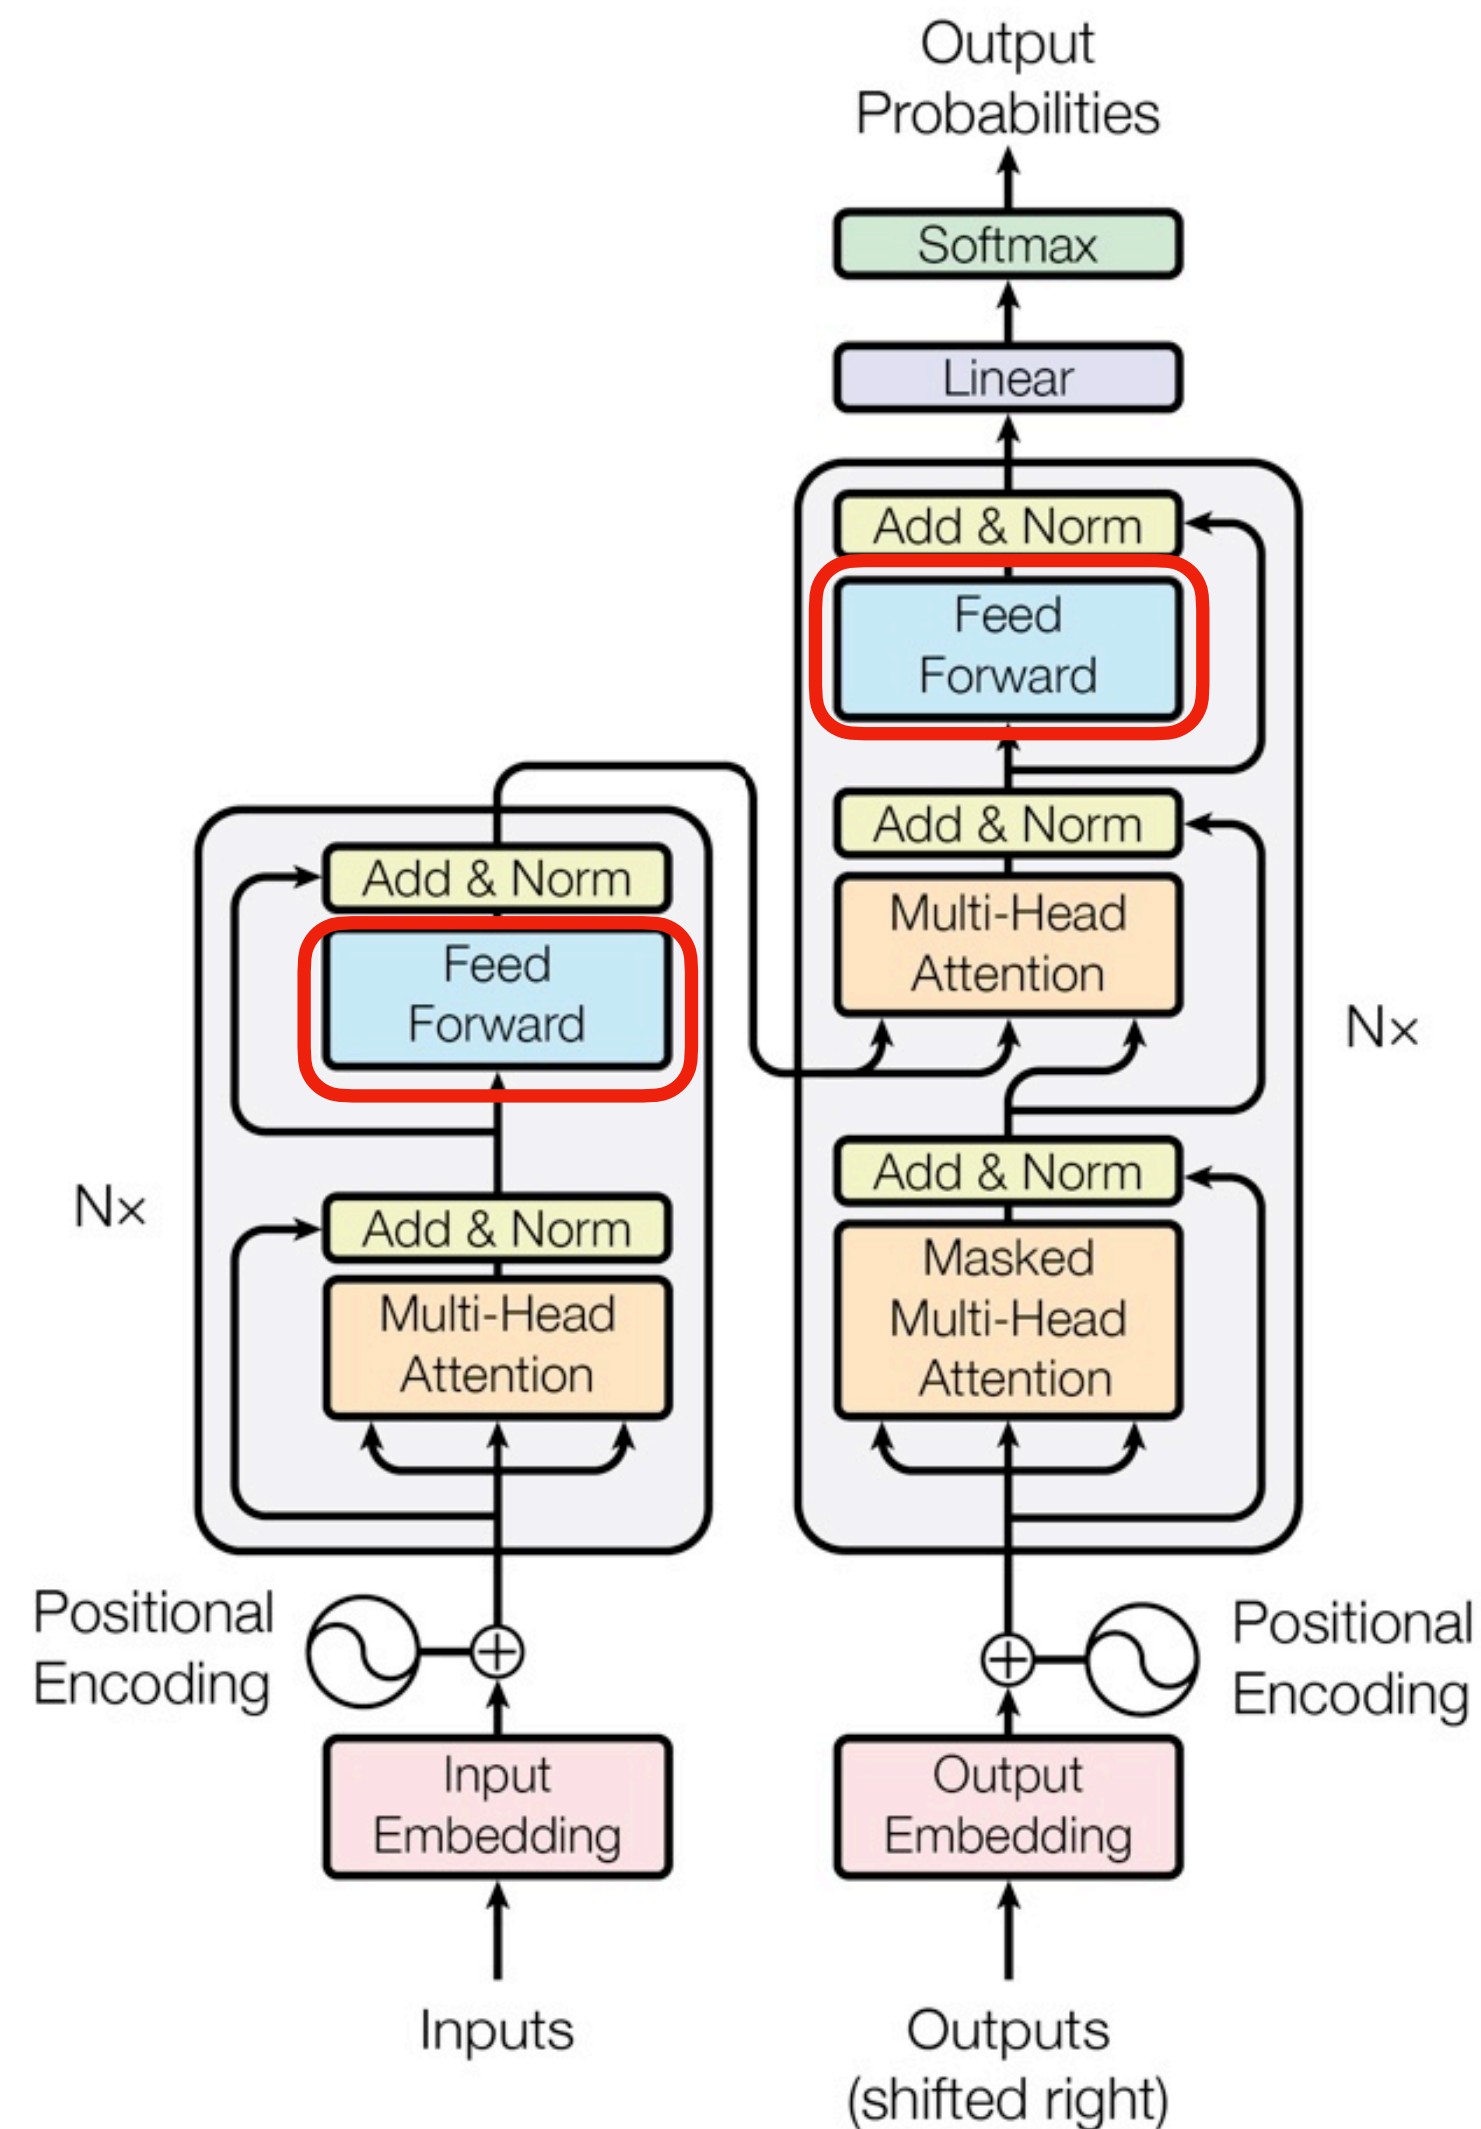 Output
Probabilities
Softmax
Linear
Add & Norm
Feed
Forward
Add & Norm
Multi-Head
Attention
Nx
Add & Norm
Masked
Multi-Head
Attention
Add & Norm
Feed
Forward
Nx
Add & Norm
Multi-Head
Attention
Positional
Encoding
Positional
Encoding
Input
Embedding
Output
Embedding
Inputs
Outputs
(shifted right)